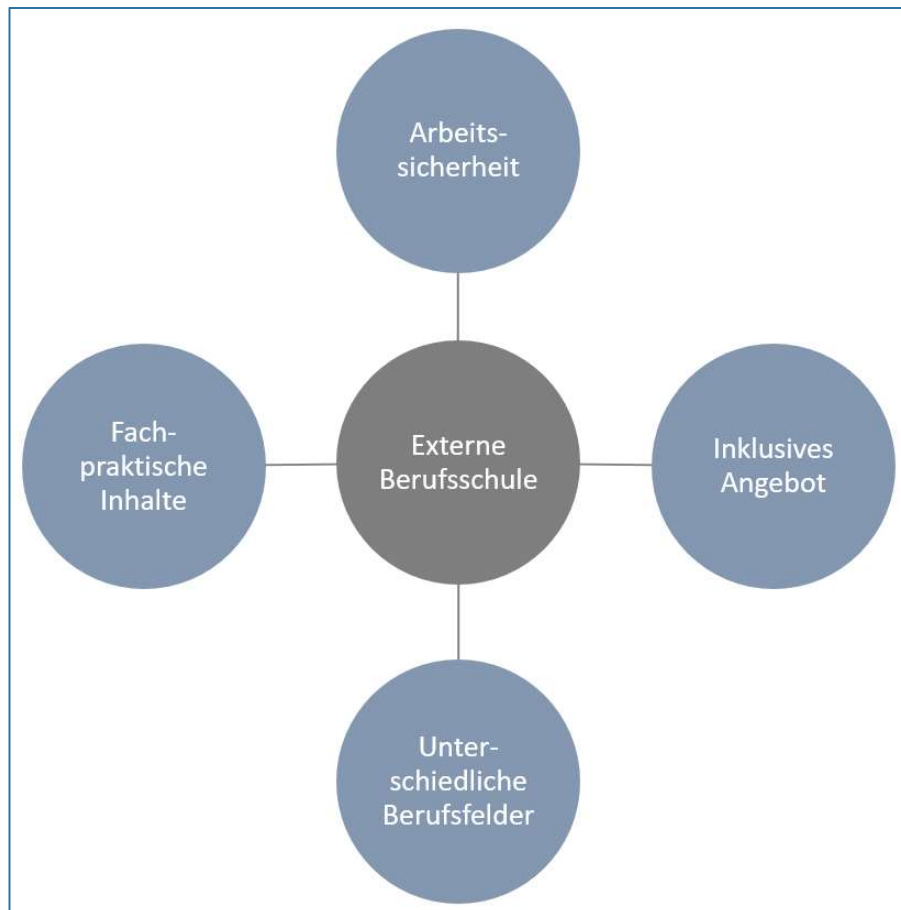 Arbeits-
sicherheit
Fach-
praktische
Inhalte
Externe
Berufsschule
Inklusives
Angebot
Unter-
schiedliche
Berufsfelder